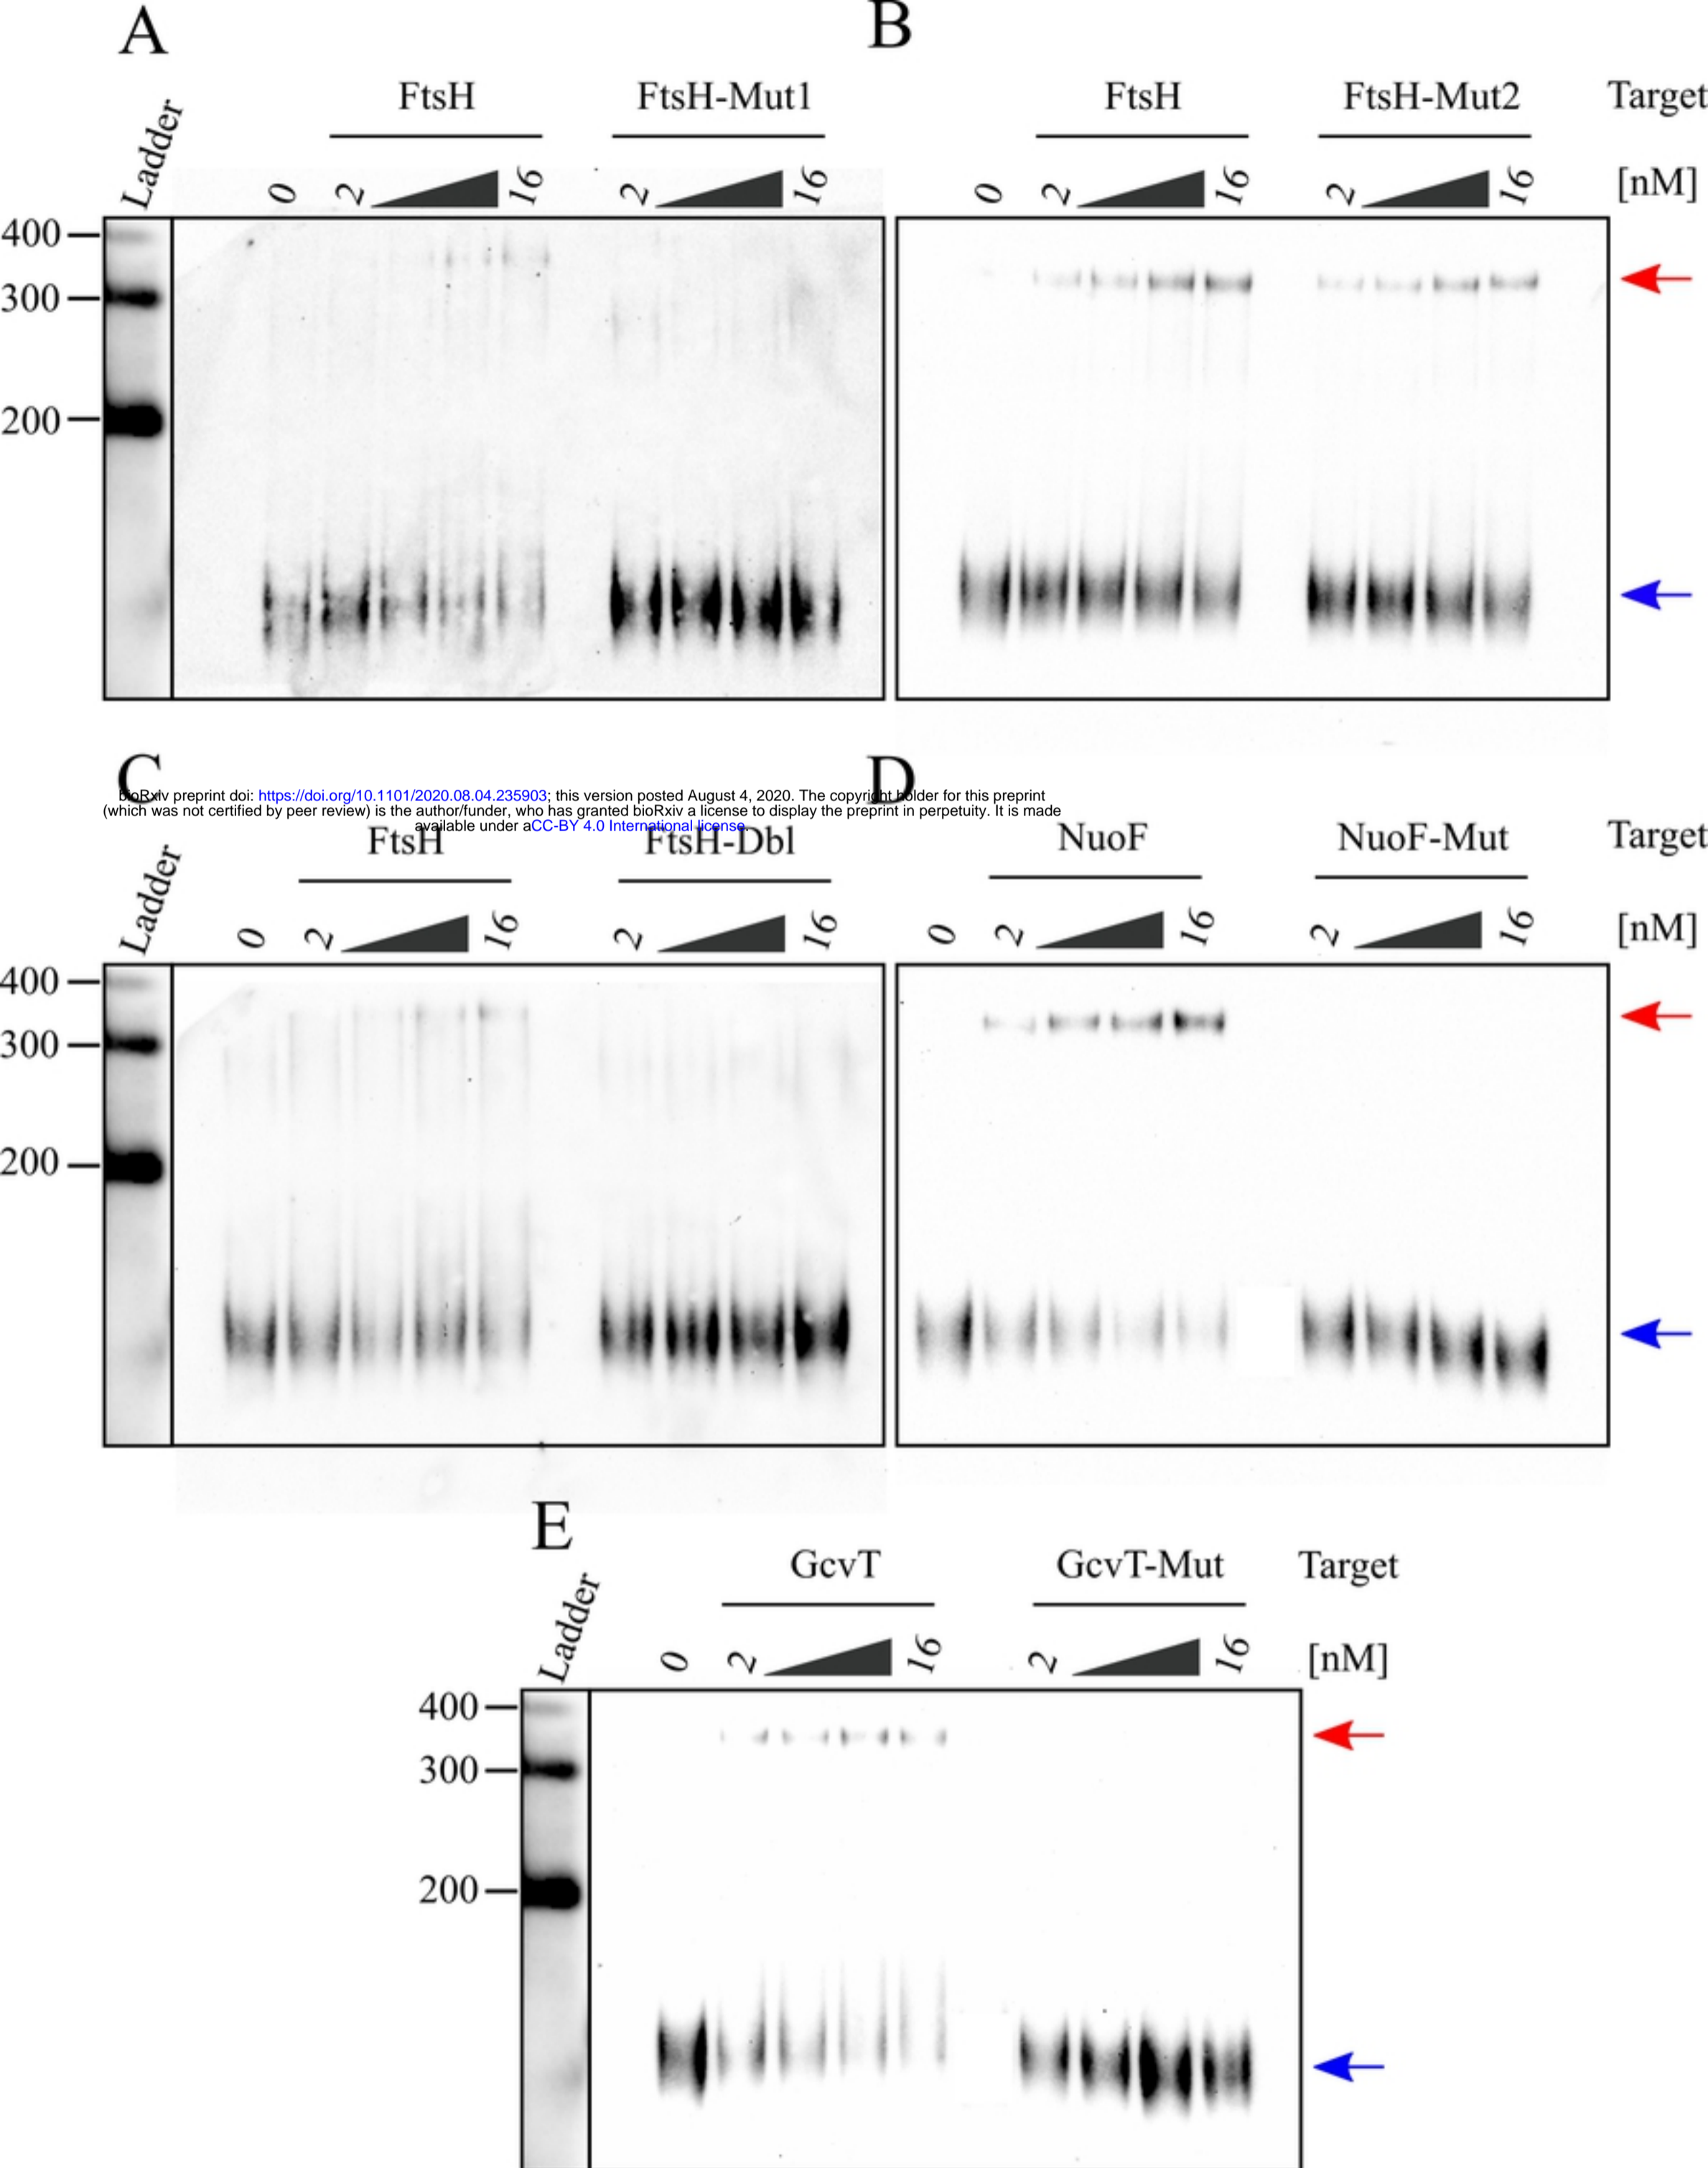 A B
FtsH FtsH-Mut1 FtsH FtsH-Mut2 Target
Ladder 0 2 16 2 16 0 2 16 2 16 [nM]
400
300
200
C D
bioRxiv preprint doi: https://doi.org/10.1101/2020.08.04.235903; this version posted August 4, 2020. The copyright holder for this preprint
(which was not certified by peer review) is the author/funder, who has granted bioRxiv a license to display the preprint in perpetuity. It is made
available under aCC-BY 4.0 International license.
FtsH FtsH-Dbl NuoF NuoF-Mut Target
Ladder 0 2 16 2 16 0 2 16 2 16 [nM]
400
300
200
E
GcvT GcvT-Mut Target
Ladder 0 2 16 2 16 [nM]
400
300
200